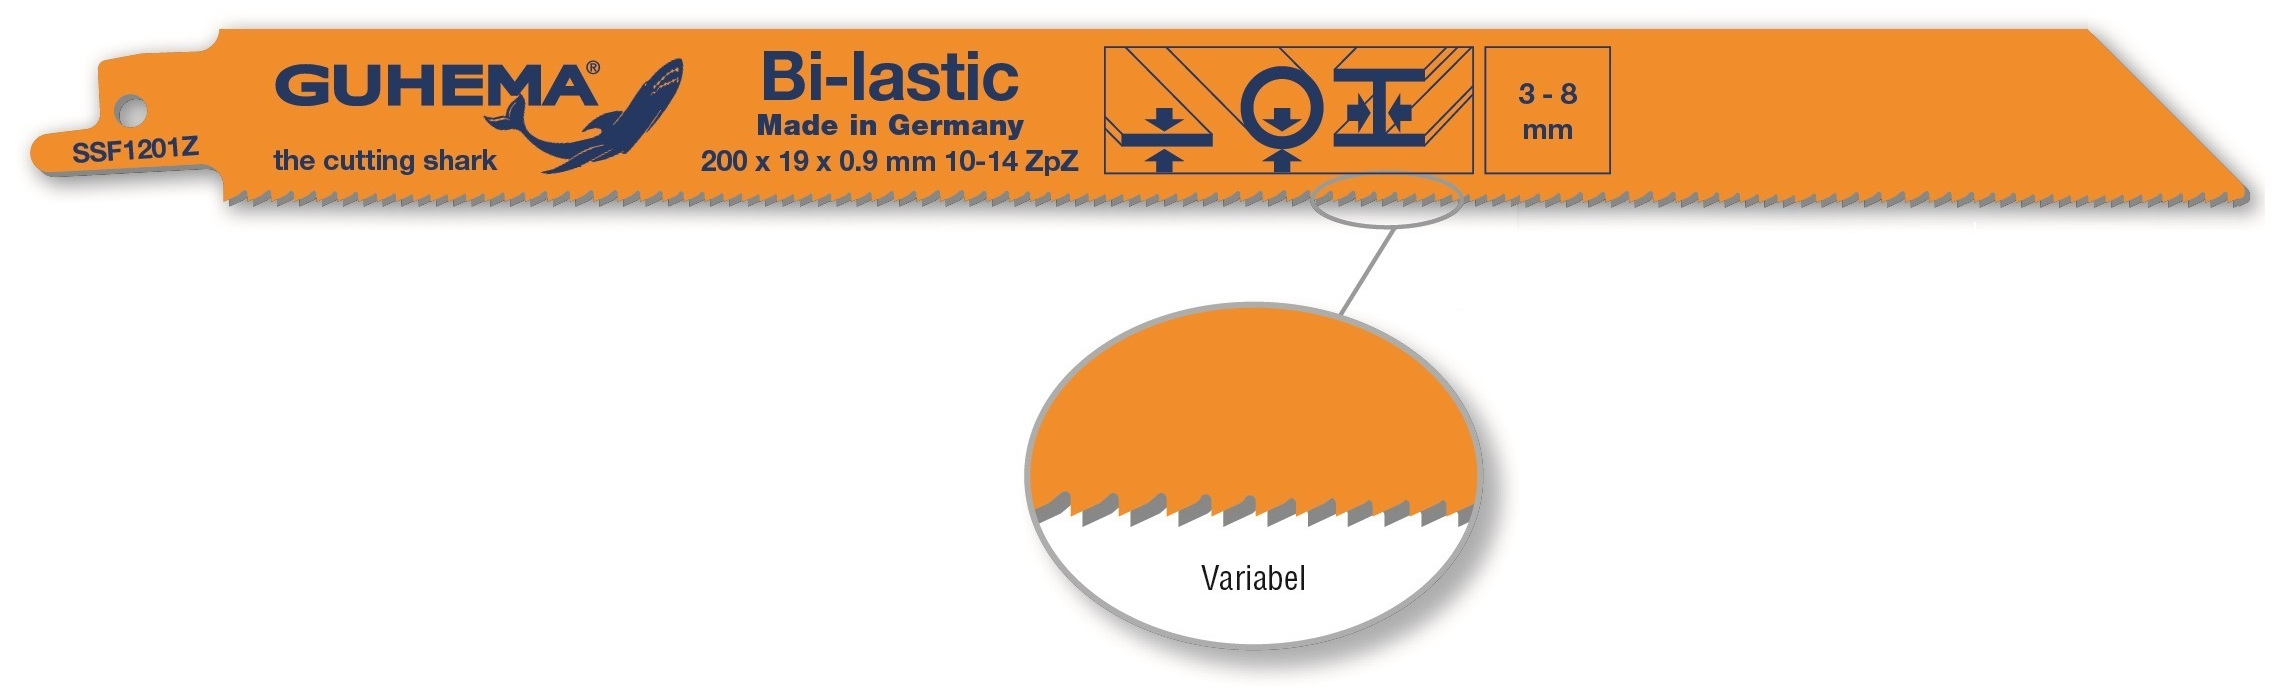 SSF1201Z
GUHEMA®
the cutting shark
Bi-lastic
Made in Germany
200 x 19 x 0.9 mm 10-14 ZpZ
3 - 8
mm
Variabel